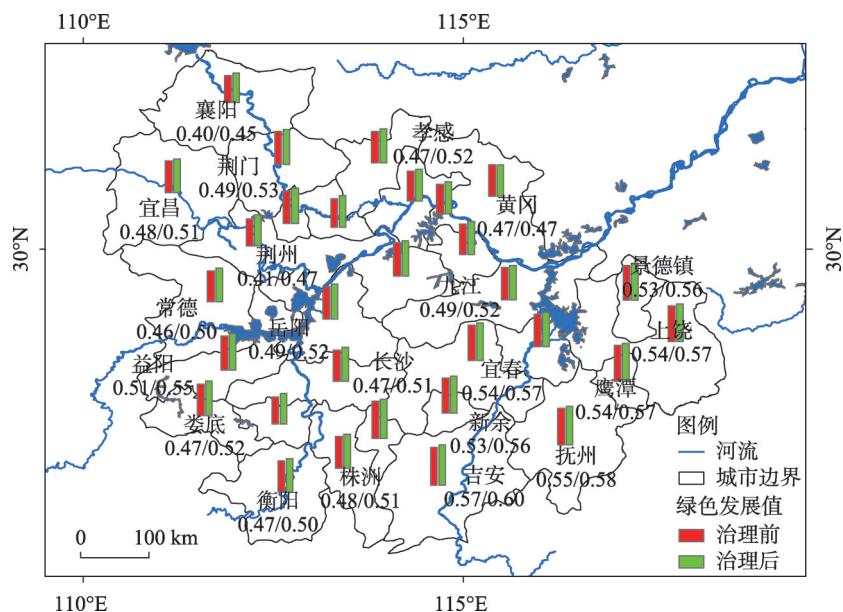 110°E
115°E
襄阳
0.40/0.45
孝感
0.47/0.52
荆门
0.49/0.53
宜昌
0.48/0.51
黄冈
0.47/0.47
30°N
30°N
荆州
0.41/0.47
景德镇
0.53/0.56
九江
0.49/0.52
常德
0.46/0.50
岳阳
0.49/0.52
上饶
0.54/0.57
益阳
0.51/0.55
长沙
0.47/0.51
宜春
0.54/0.57
鹰潭
0.54/0.57
娄底
0.47/0.52
新余
0.53/0.56
抚州
0.55/0.58
株洲
0.48/0.51
吉安
0.57/0.60
衡阳
0.47/0.50
图例
河流
城市边界
绿色发展值
治理前
治理后
0 100 km
110°E
115°E